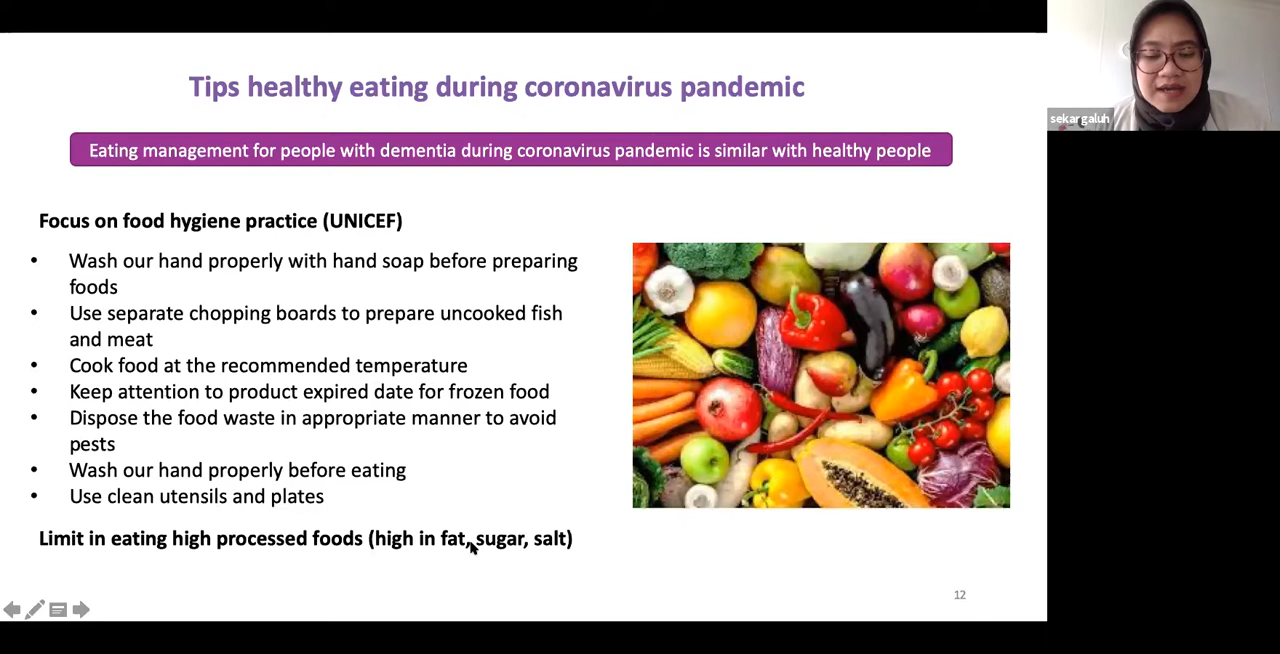 Tips healthy eating during coronavirus pandemic
Eating management for people with dementia during coronavirus pandemic is similar with healthy people
Focus on food hygiene practice (UNICEF)
• Wash our hand properly with hand soap before preparing
foods
• Use separate chopping boards to prepare uncooked fish
and meat
• Cook food at the recommended temperature
• Keep attention to product expired date for frozen food
• Dispose the food waste in appropriate manner to avoid
pests
• Wash our hand properly before eating
• Use clean utensils and plates
Limit in eating high processed foods (high in fat, sugar, salt)
12
sekargaluh